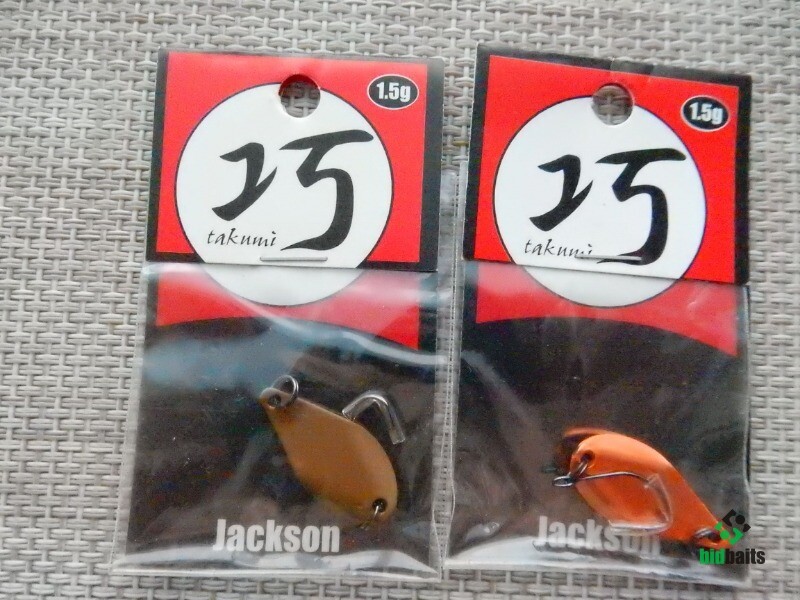 1.5g
巧
takumi
Jackson
1.5g
巧
takumi
Jackson
bidbaits